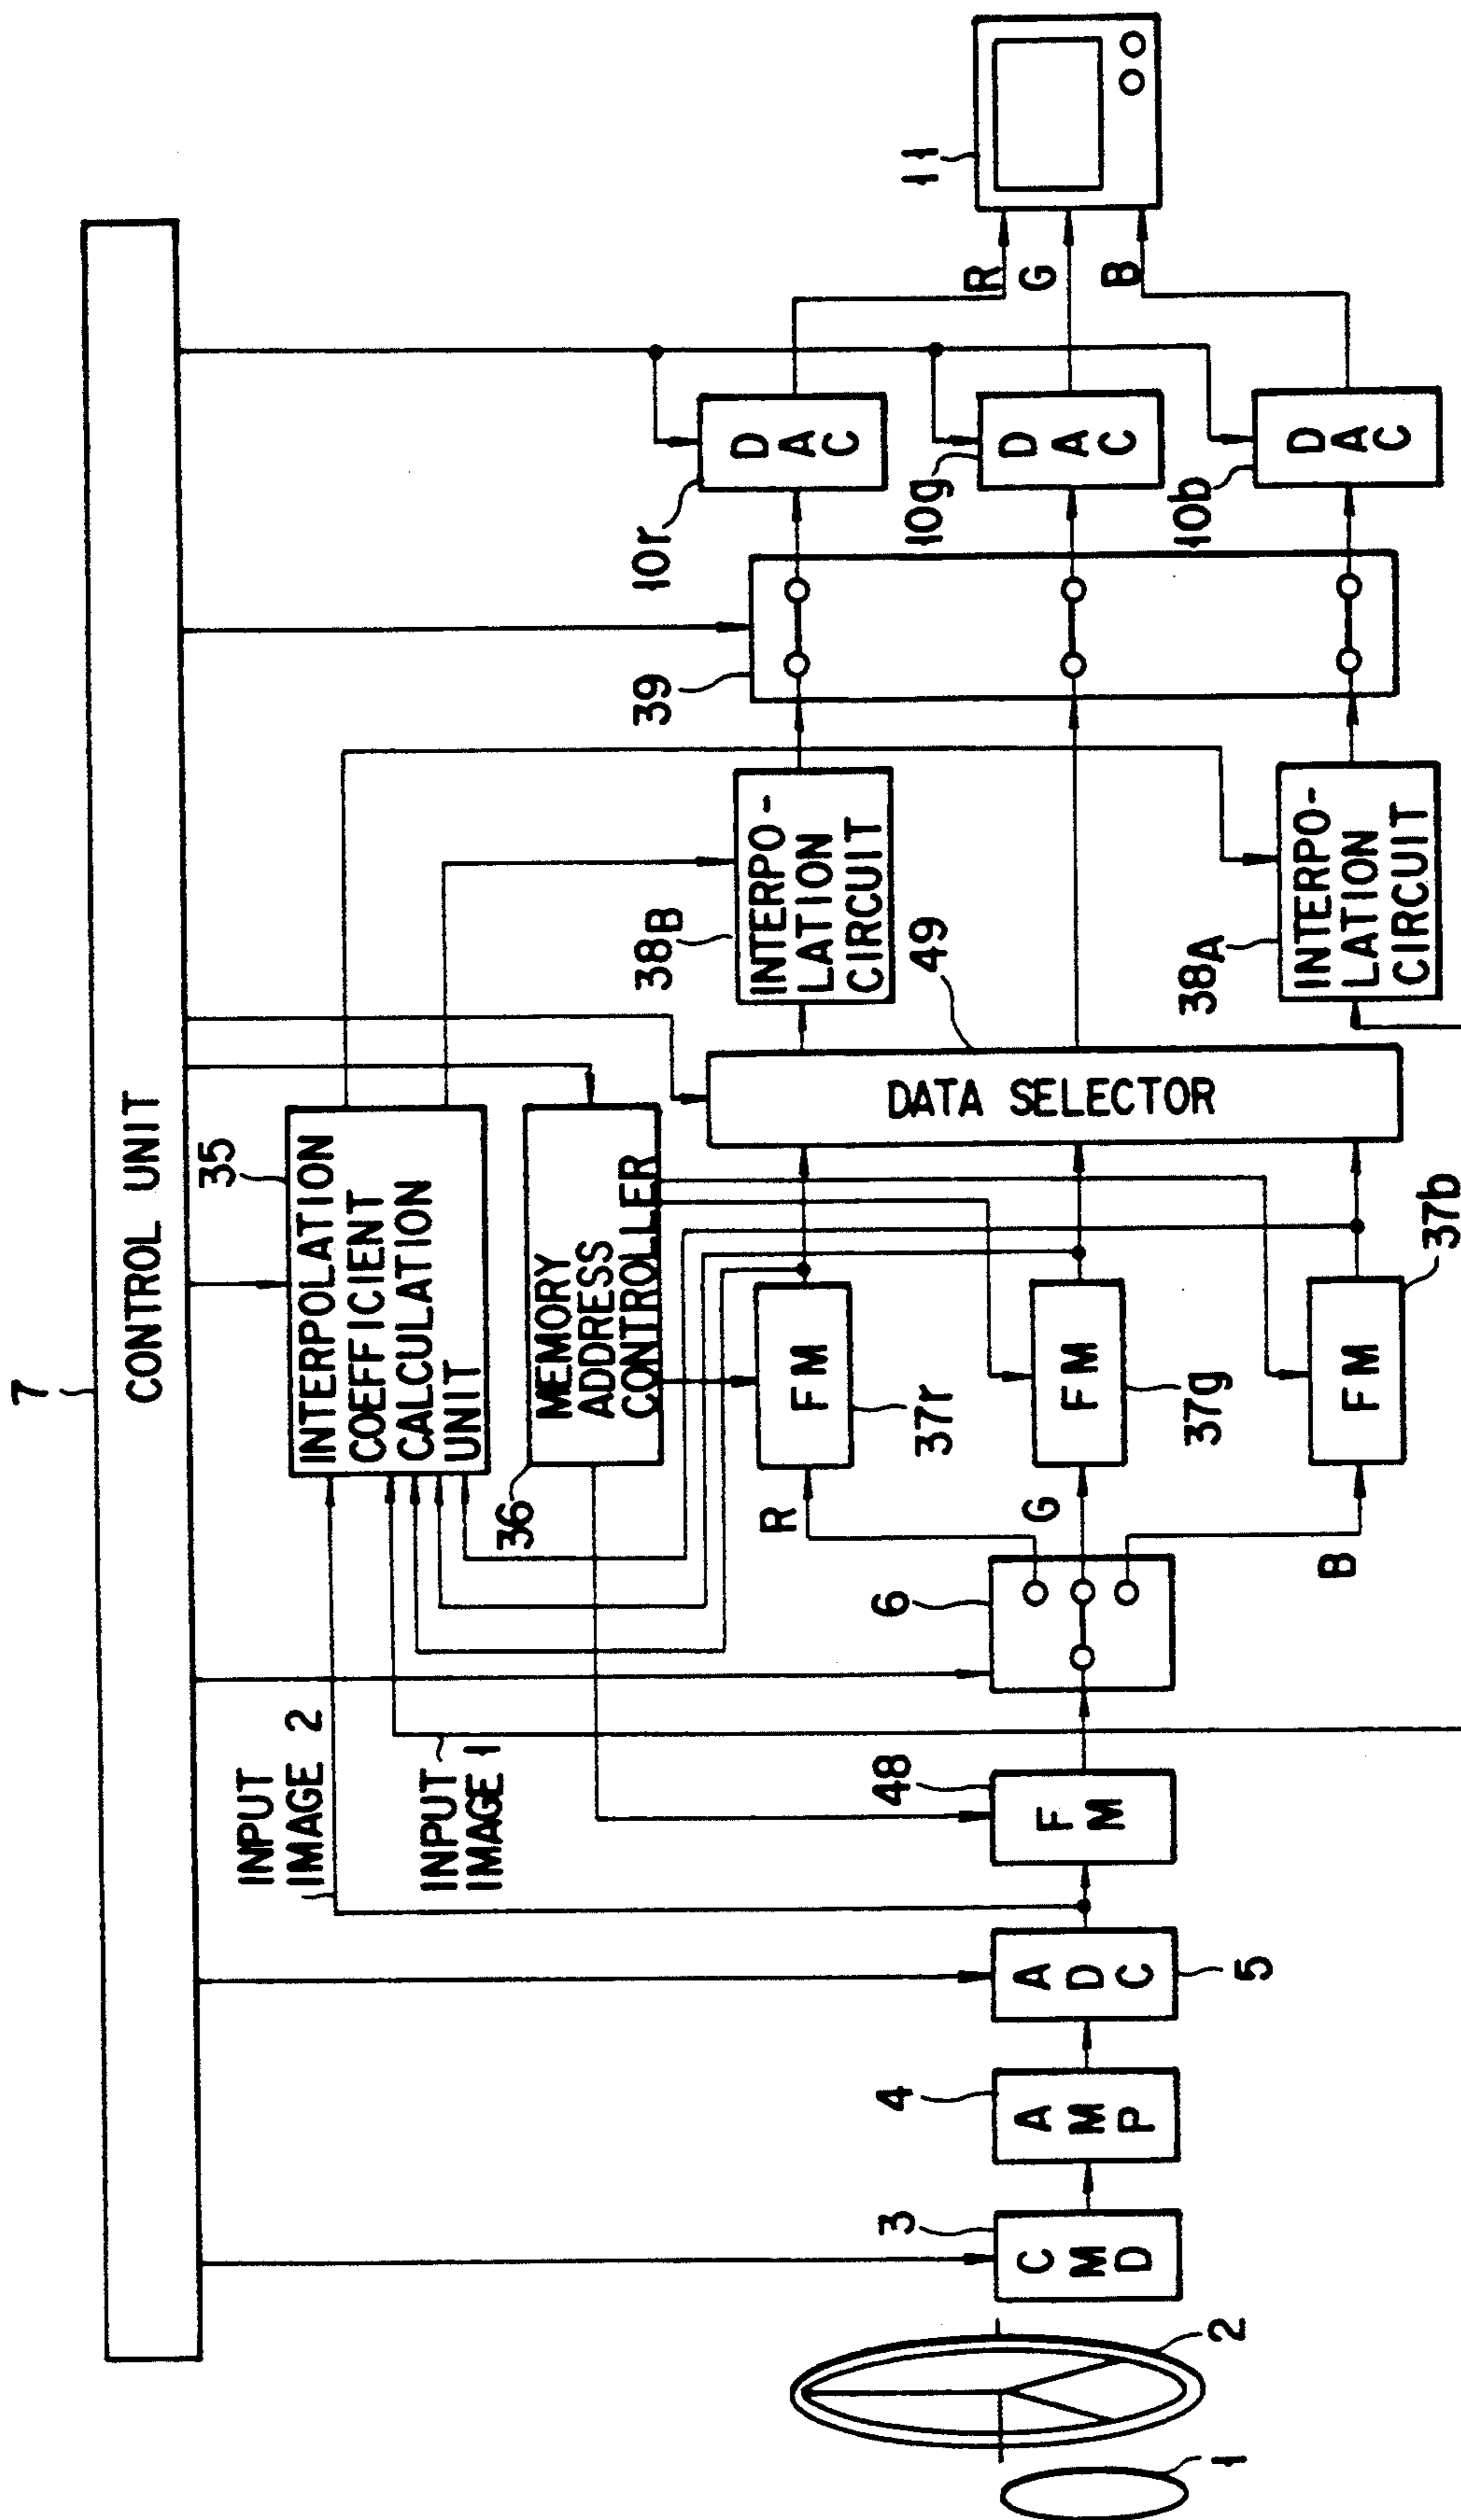 7
CONTROL UNIT
35
INTERPOLATION
COEFFICIENT
CALCULATION
UNIT
INPUT
IMAGE 2
INPUT
IMAGE 1
36
MEMORY
ADDRESS
CONTROLLER
1
2
3
CMD
4
AMP
5
ADC
48
FM
6
R
G
B
FM
37r
FM
37g
FM
37b
49
DATA SELECTOR
38B
INTERPO-
LATION
CIRCUIT
38A
INTERPO-
LATION
CIRCUIT
39
10r
DAC
10g
DAC
10b
DAC
R
G
B
11